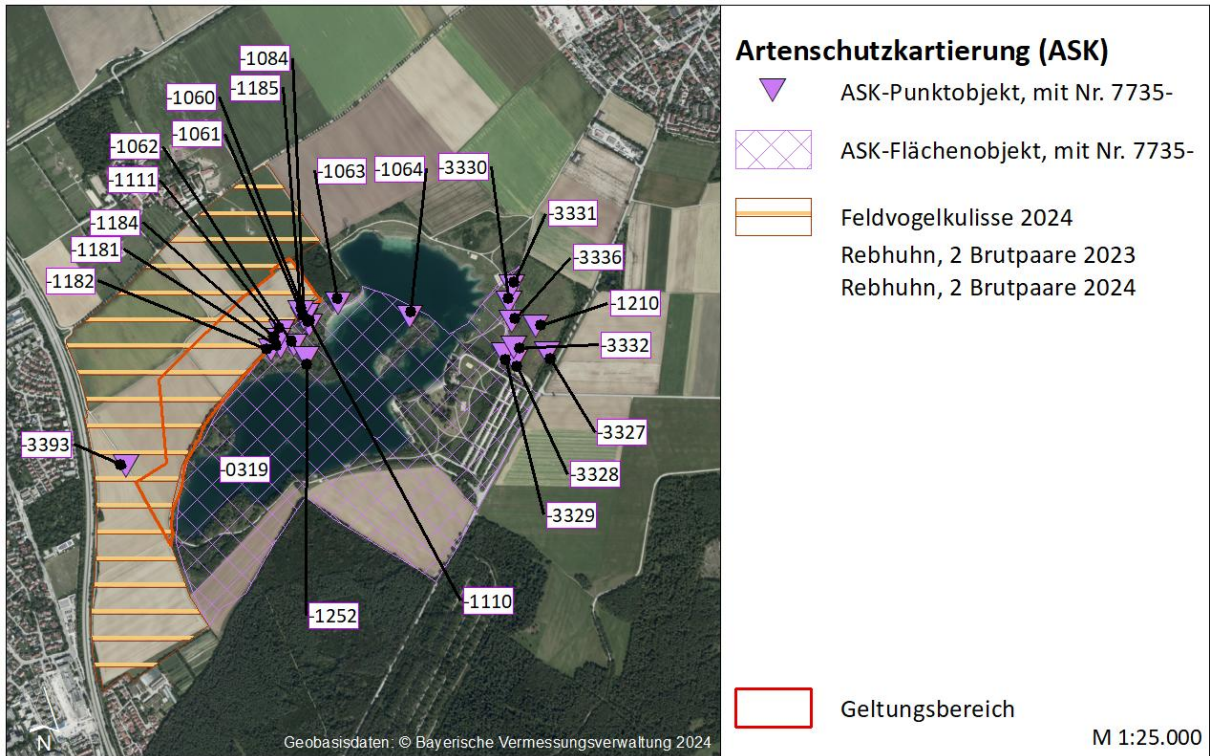 -1084
-1185
-1060
-1061
-1062
-1111
-1184
-1181
-1182
-1063
-1064
-3330
-3331
-3336
-1210
-3332
-3327
-3328
-3329
-3393
-0319
-1252
-1110
N
Geobasisdaten: © Bayerische Vermessungsverwaltung 2024
Artenschutzkartierung (ASK)
ASK-Punktobjekt, mit Nr. 7735-
ASK-Flächenobjekt, mit Nr. 7735-
Feldvogelkulisse 2024
Rebhuhn, 2 Brutpaare 2023
Rebhuhn, 2 Brutpaare 2024
Geltungsbereich
M 1:25.000